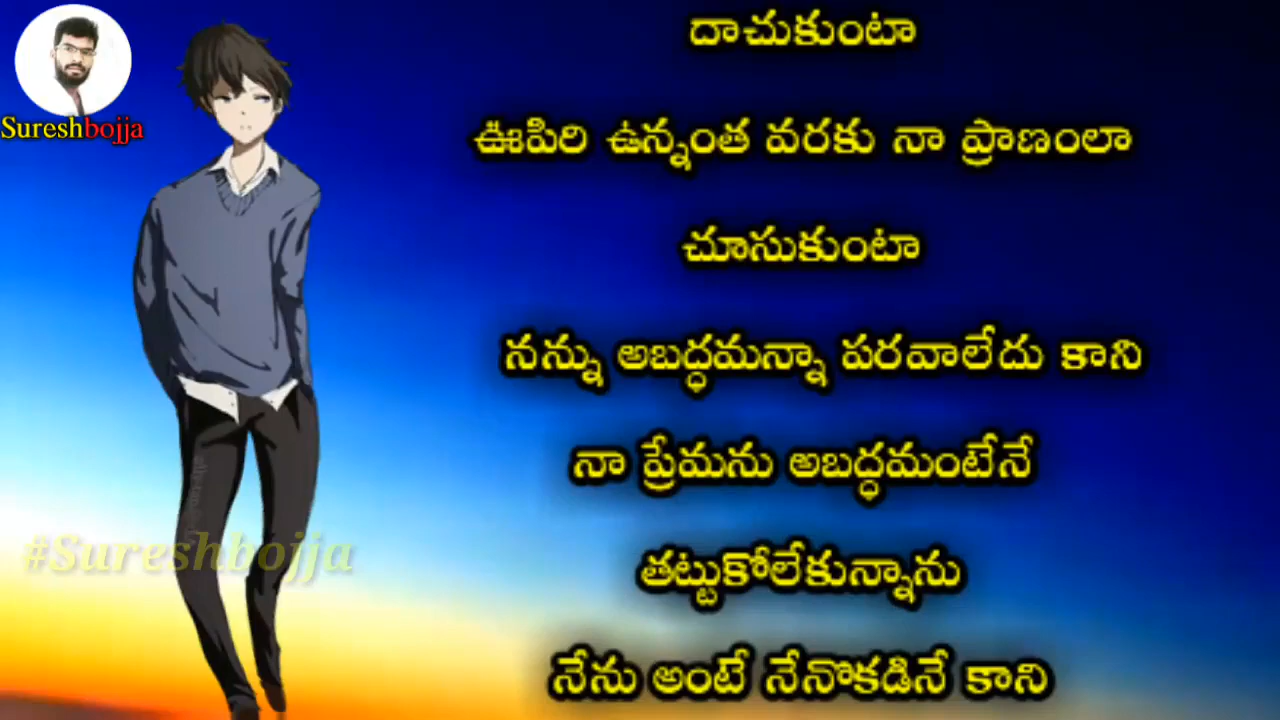 Sureshbojja
దాచుకుంటా
ఊపిరి ఉన్నంత వరకు నా ప్రాణంలా
చూసుకుంటా
నన్ను అబద్ధమన్నా పరవాలేదు కాని
నా ప్రేమను అబద్ధమంటేనే
తట్టుకోలేకున్నాను
నేను అంటే నేనొకడినే కాని
#Sureshbojja